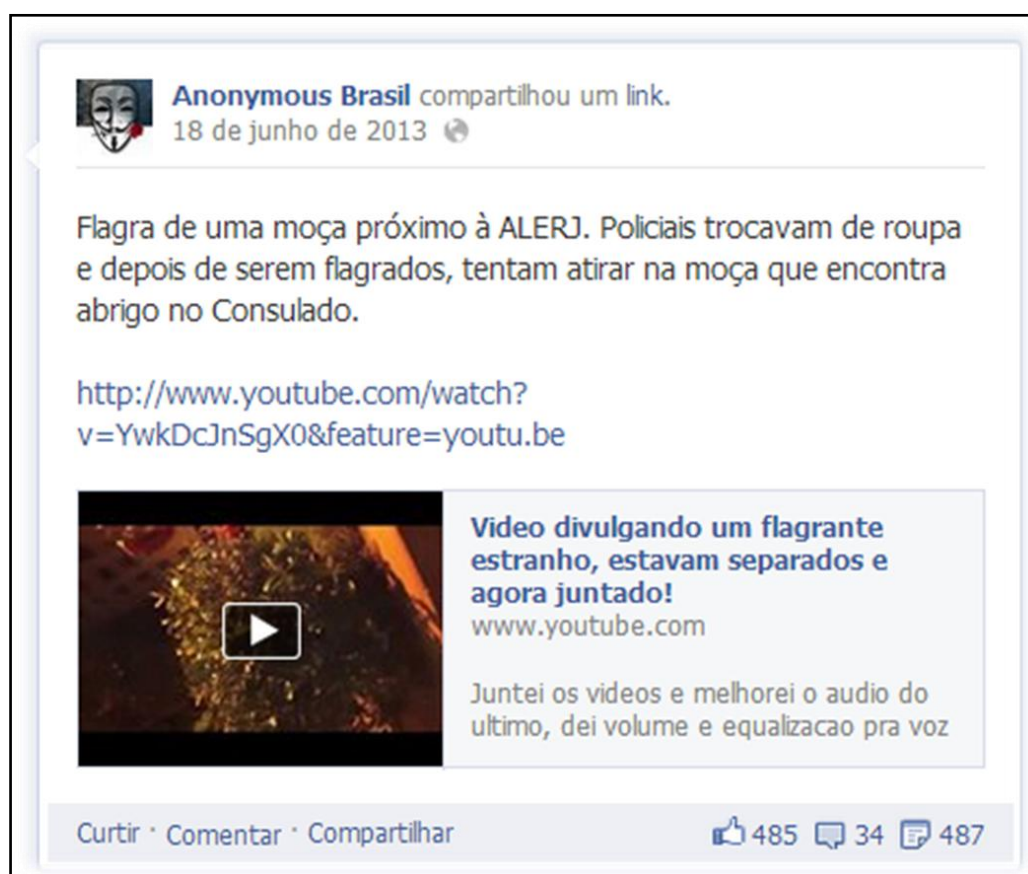 Anonymous Brasil compartilhou um link.
18 de junho de 2013
Flagra de uma moça próximo à ALERJ. Policiais trocavam de roupa
e depois de serem flagrados, tentam atirar na moça que encontra
abrigo no Consulado.
http://www.youtube.com/watch?
v=YwkDcJnSgX0&feature=youtu.be
Video divulgando um flagrante
estranho, estavam separados e
agora juntado!
www.youtube.com
Juntei os videos e melhorei o audio do
ultimo, dei volume e equalizacao pra voz
Curtir · Comentar · Compartilhar 485 34 487